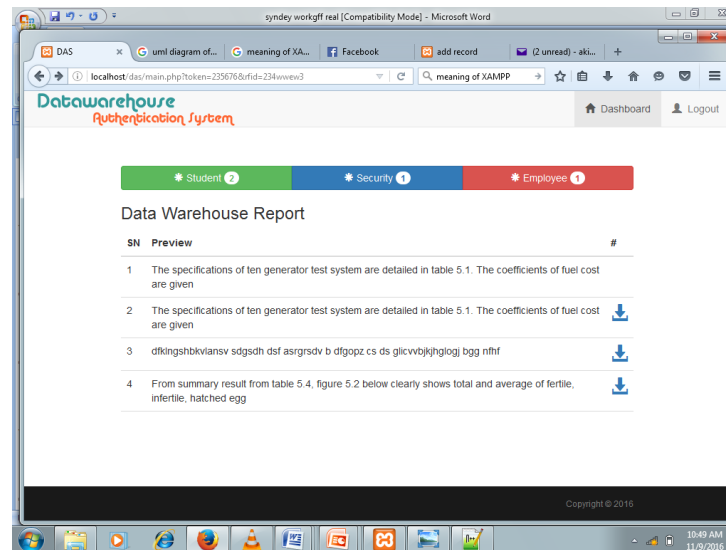 syndey workgff real [Compatibility Mode] - Microsoft Word
DAS
uml diagram of...
meaning of XA...
Facebook
add record
(2 unread) - aki...
localhost/das/main.php?token=235676&rfid=234wwew3
meaning of XAMPP
Datawarehouse
Authentication System
Dashboard
Logout
Student 2
Security 1
Employee 1
Data Warehouse Report
SN Preview #
1 The specifications of ten generator test system are detailed in table 5.1. The coefficients of fuel cost
are given
2 The specifications of ten generator test system are detailed in table 5.1. The coefficients of fuel cost
are given
3 dfklngshbkvlansv sdgsdh dsf asrgrsdv b dfgopz cs ds glicvvbjkjhglogj bgg nfhf
4 From summary result from table 5.4, figure 5.2 below clearly shows total and average of fertile,
infertile, hatched egg
Copyright © 2016
10:49 AM
11/9/2016